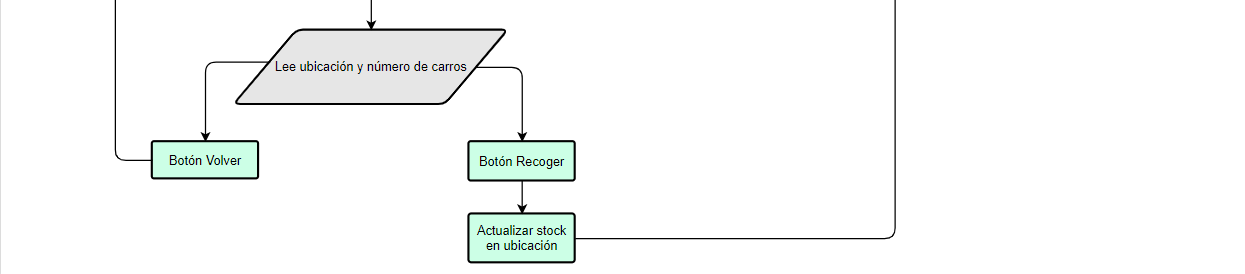 Lee ubicación y número de carros
Botón Volver
Botón Recoger
Actualizar stock
en ubicación